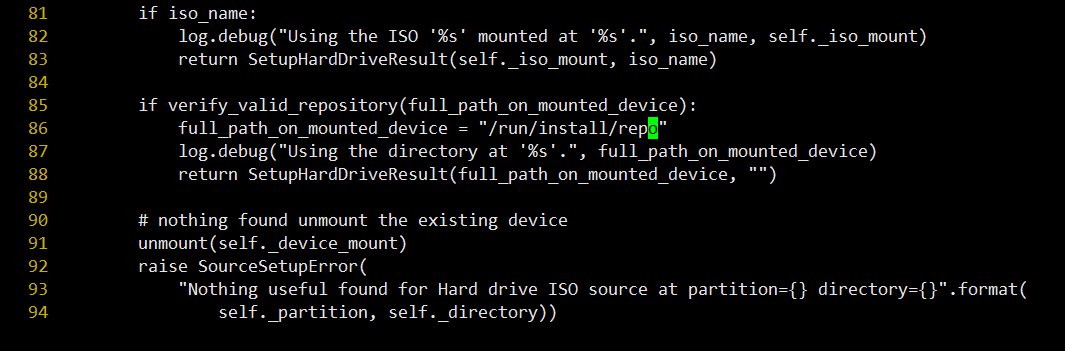 81         if iso_name:
82             log.debug("Using the ISO '%s' mounted at '%s'.", iso_name, self._iso_mount)
83             return SetupHardDriveResult(self._iso_mount, iso_name)
84
85         if verify_valid_repository(full_path_on_mounted_device):
86             full_path_on_mounted_device = "/run/install/repo"
87             log.debug("Using the directory at '%s'.", full_path_on_mounted_device)
88             return SetupHardDriveResult(full_path_on_mounted_device, "")
89
90         # nothing found unmount the existing device
91         unmount(self._device_mount)
92         raise SourceSetupError(
93             "Nothing useful found for Hard drive ISO source at partition={} directory={}".format(
94                 self._partition, self._directory))